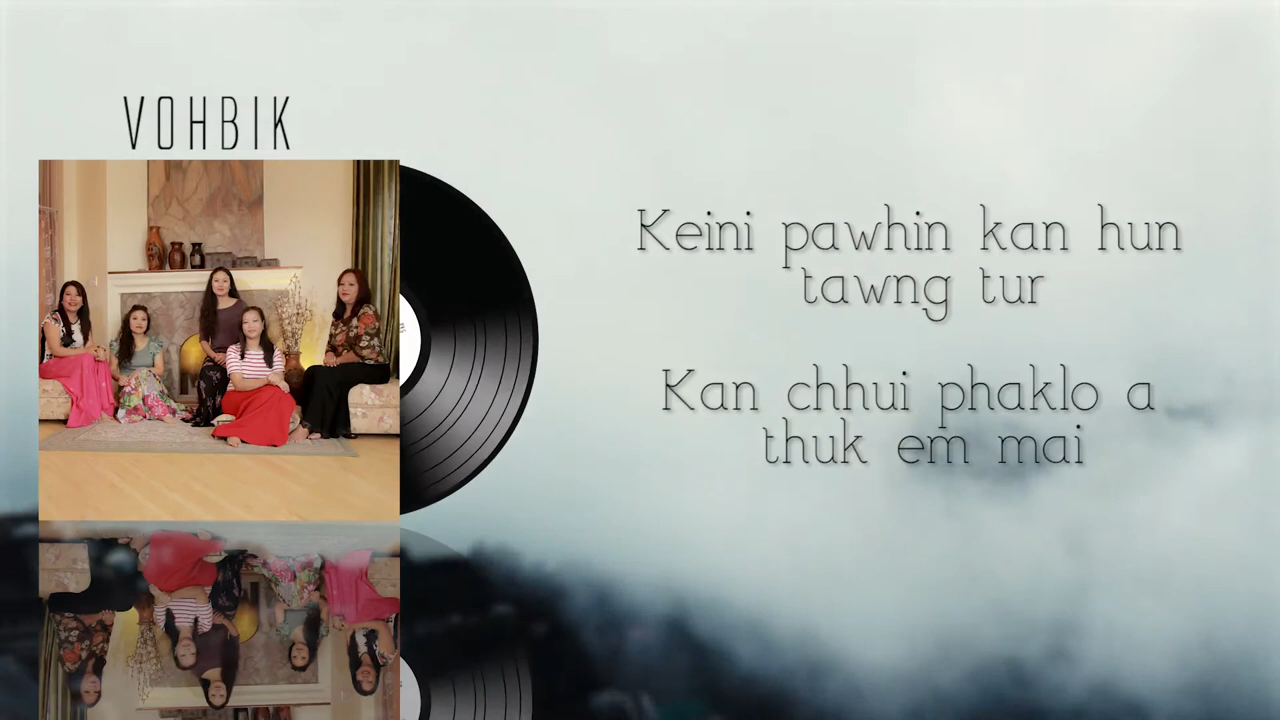 VOHBIK
Keini pawhin kan hun
tawng tur
Kan chhui phaklo a
thuk em mai